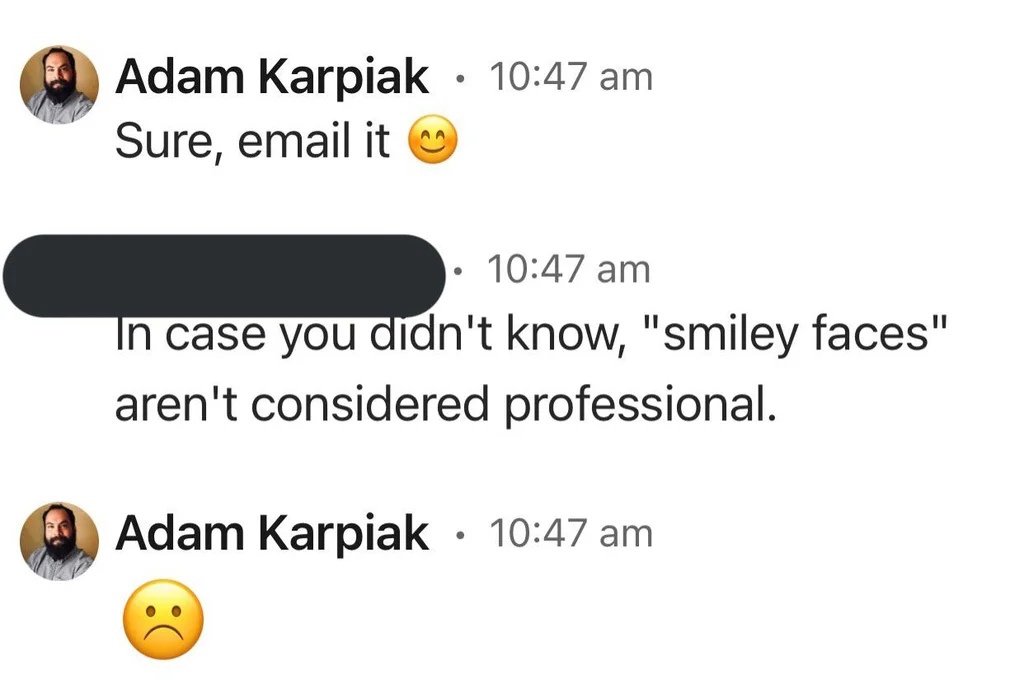 Adam Karpiak • 10:47 am
Sure, email it 😊
• 10:47 am
In case you didn't know, "smiley faces"
aren't considered professional.
Adam Karpiak • 10:47 am
☹️